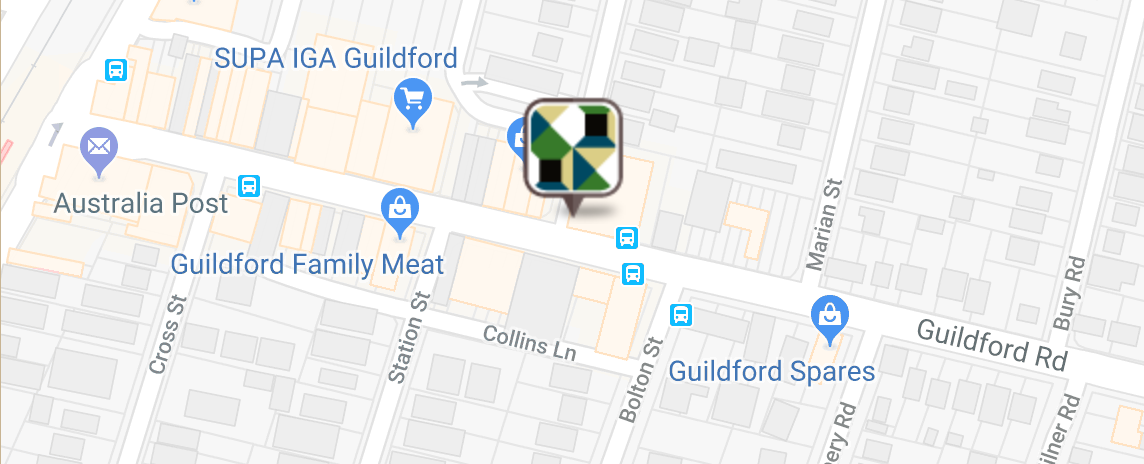 SUPA IGA Guildford
Australia Post
Guildford Family Meat
Marian St
Bury Rd
Cross St
Station St
Collins Ln
Bolton St
Guildford Rd
Guildford Spares